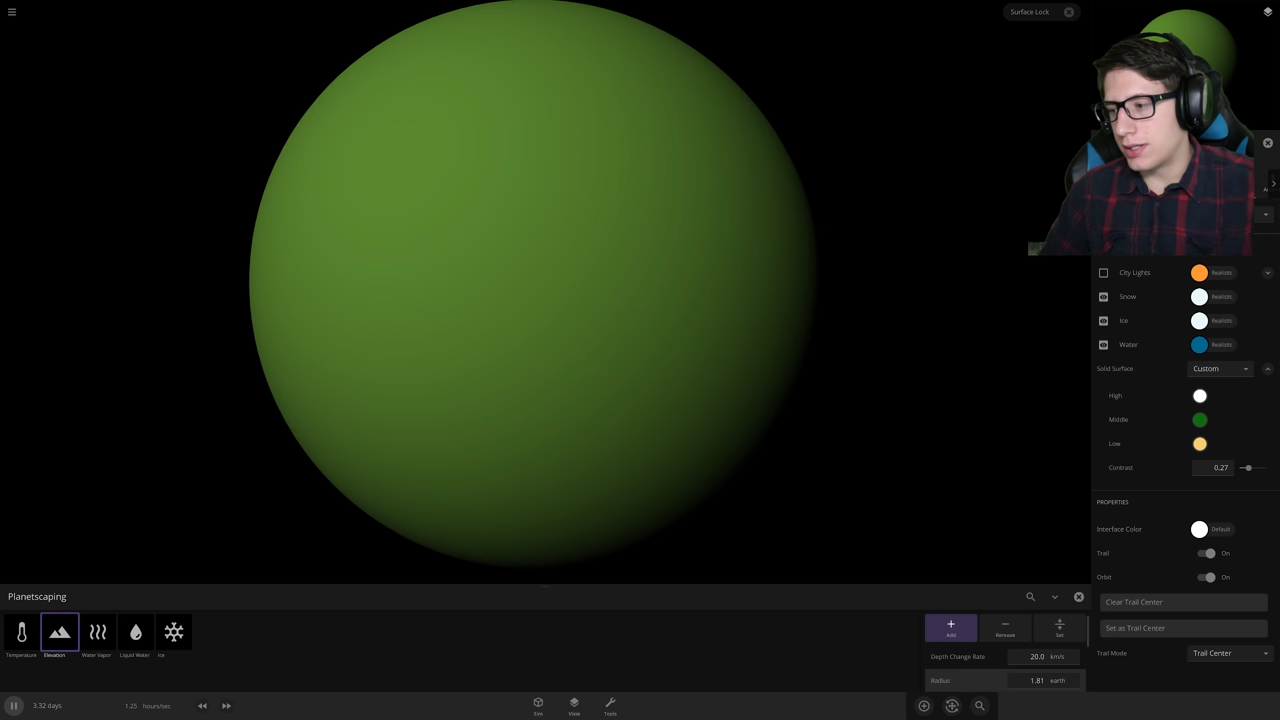 Surface Lock
City Lights
Realistic
Snow
Realistic
Ice
Realistic
Water
Realistic
Solid Surface
Custom
High
Middle
Low
Contrast
0.27
PROPERTIES
Interface Color
Default
Trail
On
Orbit
On
Clear Trail Center
Set as Trail Center
Trail Mode
Trail Center
Planetscaping
Temperature
Elevation
Water Vapor
Liquid Water
Ice
Add
Remove
Set
Depth Change Rate
20.0 km/s
Radius
1.81 earth
3.32 days
1.25 hours/sec
Sim
View
Tools